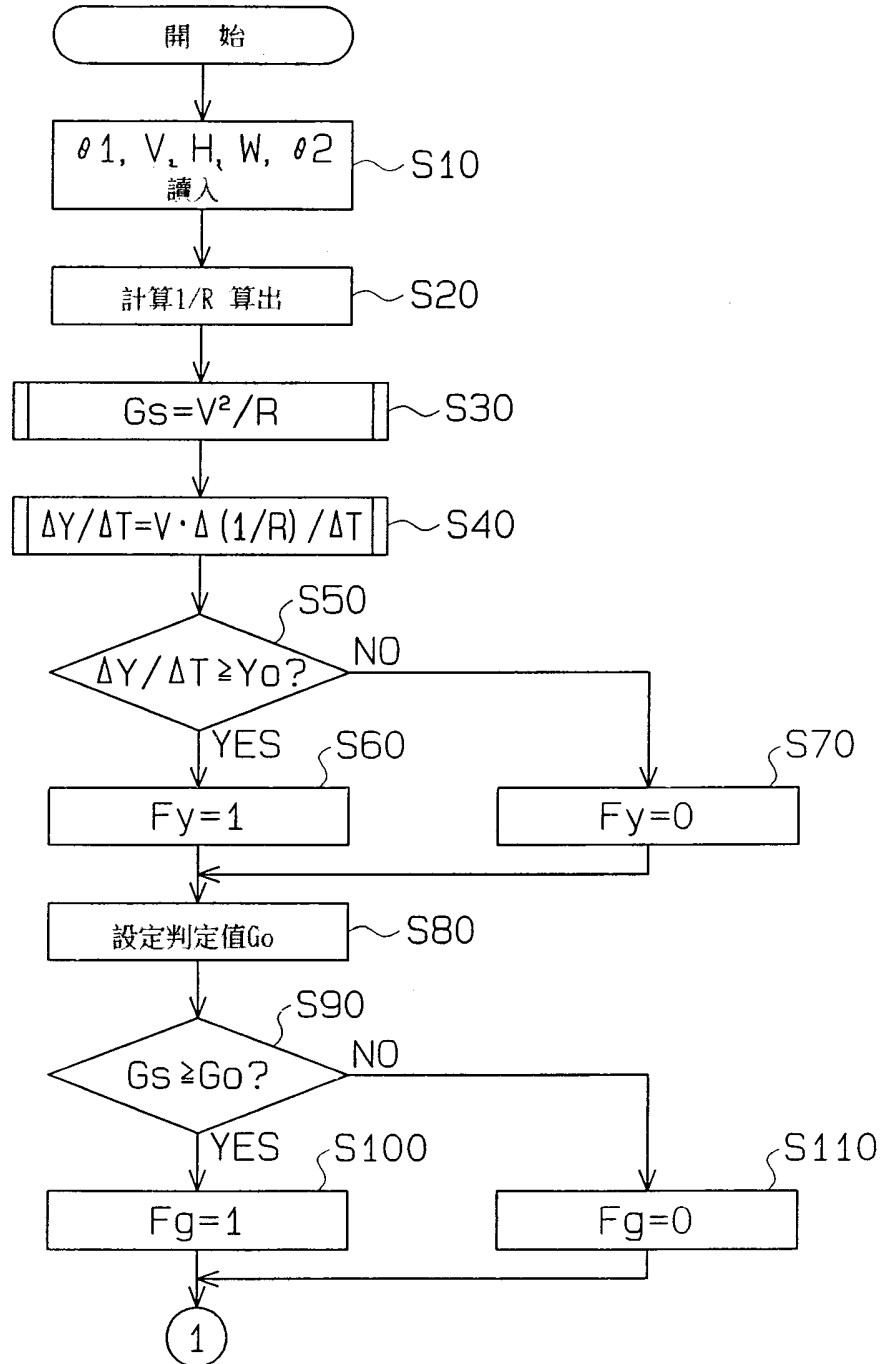 開 始
θ1, V, H, W, θ2
讀入
S10
計算1/R 算出
S20
Gs=V²/R
S30
ΔY/ΔT=V·Δ(1/R)/ΔT
S40
S50
ΔY/ΔT≧Yo?
NO
YES
S60
S70
Fy=1
Fy=0
設定判定值Go
S80
S90
Gs≧Go?
NO
YES
S100
S110
Fg=1
Fg=0
1